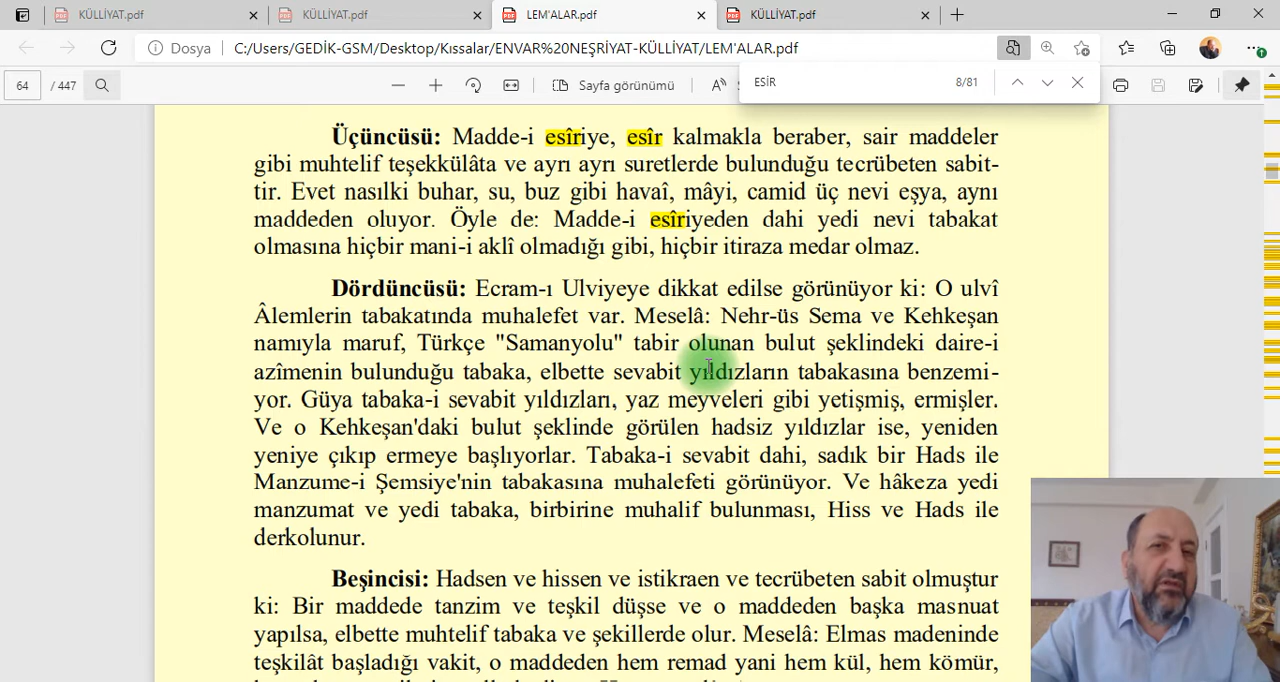 KÜLLİYAT.pdf
KÜLLİYAT.pdf
LEM'ALAR.pdf
KÜLLİYAT.pdf
Dosya
C:/Users/GEDİK-GSM/Desktop/Kıssalar/ENVAR%20NEŞRİYAT-KÜLLİYAT/LEM'ALAR.pdf
64 / 447
Sayfa görünümü
ESİR 8/81
Üçüncüsü: Madde-i esîriye, esîr kalmakla beraber, sair maddeler
gibi muhtelif teşekkülâta ve ayrı ayrı suretlerde bulunduğu tecrübeten sabit-
tir. Evet nasılki buhar, su, buz gibi havaî, mâyi, camid üç nevi eşya, aynı
maddeden oluyor. Öyle de: Madde-i esîriyeden dahi yedi nevi tabakat
olmasına hiçbir mani-i aklî olmadığı gibi, hiçbir itiraza medar olmaz.
Dördüncüsü: Ecram-ı Ulviyeye dikkat edilse görünüyor ki: O ulvî
Âlemlerin tabakatında muhalefet var. Meselâ: Nehr-üs Sema ve Kehkeşan
namıyla maruf, Türkçe "Samanyolu" tabir olunan bulut şeklindeki daire-i
azîmenin bulunduğu tabaka, elbette sevabit yıldızların tabakasına benzemi-
yor. Güya tabaka-i sevabit yıldızları, yaz meyveleri gibi yetişmiş, ermişler.
Ve o Kehkeşan'daki bulut şeklinde görülen hadsiz yıldızlar ise, yeniden
yeniye çıkıp ermeye başlıyorlar. Tabaka-i sevabit dahi, sadık bir Hads ile
Manzume-i Şemsiye'nin tabakasına muhalefeti görünüyor. Ve hâkeza yedi
manzumat ve yedi tabaka, birbirine muhalif bulunması, Hiss ve Hads ile
derkolunur.
Beşincisi: Hadsen ve hissen ve istikraen ve tecrübeten sabit olmuştur
ki: Bir maddede tanzim ve teşkil düşse ve o maddeden başka masnuat
yapılsa, elbette muhtelif tabaka ve şekillerde olur. Meselâ: Elmas madeninde
teşkilât başladığı vakit, o maddeden hem remad yani hem kül, hem kömür,